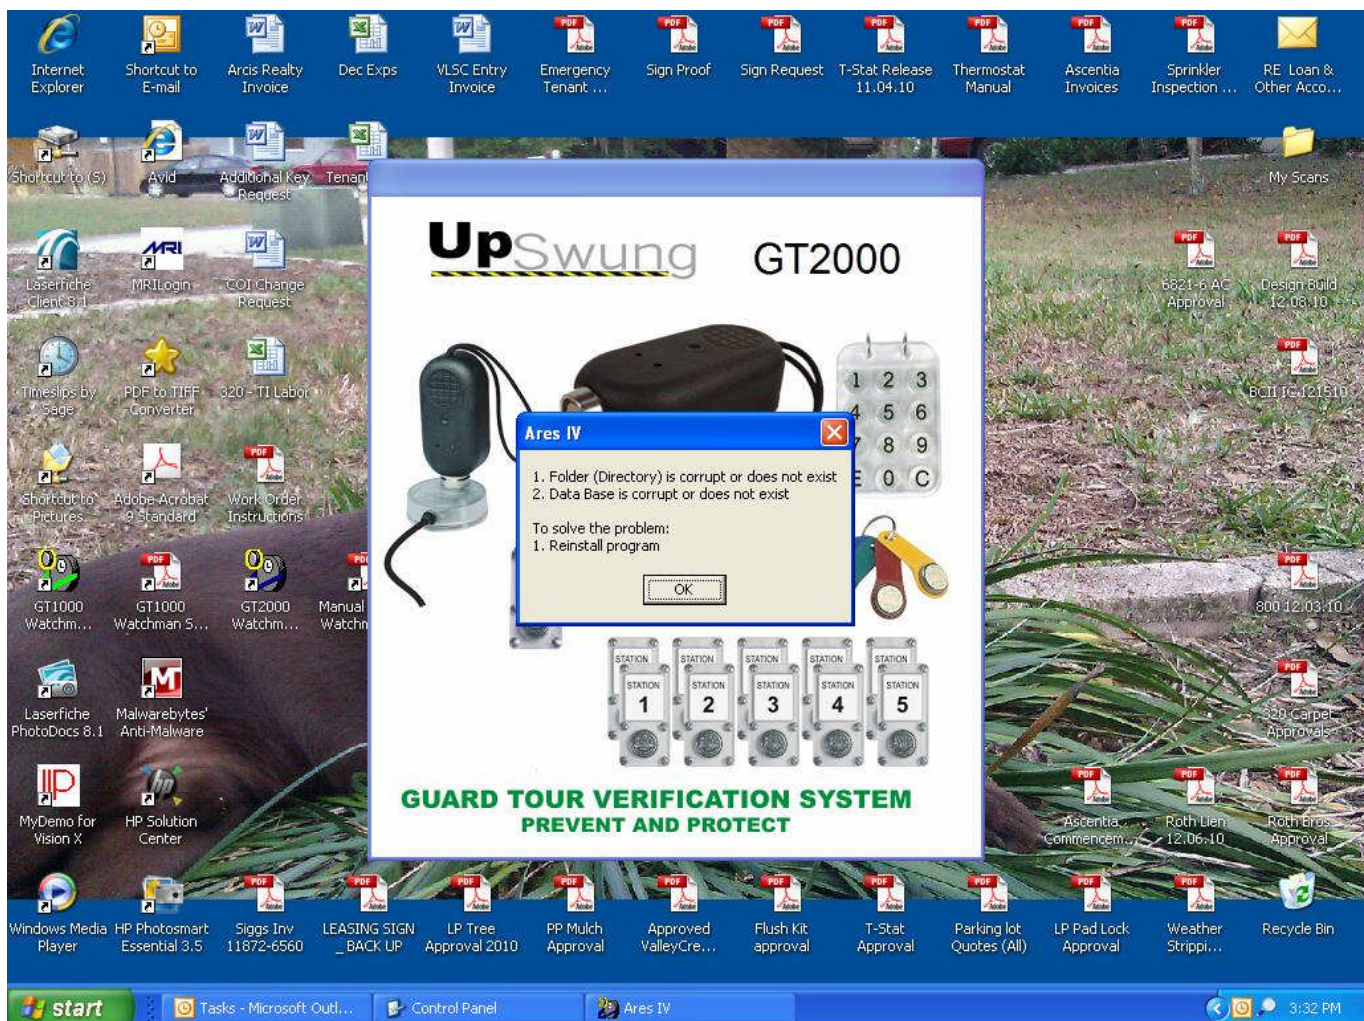 Internet
Explorer
Shortcut to
E-mail
Arcis Realty
Invoice
Dec Exps
VLSC Entry
Invoice
Emergency
Tenant ...
Sign Proof
Sign Request
T-Stat Release
11.04.10
Thermostat
Manual
Ascentia
Invoices
Sprinkler
Inspection ...
RE Loan &
Other Acco...
Shortcut to (S)
Avid
Additional Key
Request
Tenant
My Scans
Laserfiche
Client 8.1
MRILogin
COI Change
Request
6821-6 AC
Approval
Design Build
12.08.10
Timeslips by
Sage
PDF to TIFF
Converter
320 - TI Labor
BCII IG 121510
Shortcut to
Pictures
Adobe Acrobat
9 Standard
Work Order
Instructions
GT1000
Watchm...
GT1000
Watchman S...
GT2000
Watchm...
Manual
Watchm
800 12.03.10
Laserfiche
PhotoDocs 8.1
Malwarebytes'
Anti-Malware
320 Carpet
Approvals
MyDemo for
Vision X
HP Solution
Center
Ascentia
Commencem...
Roth Lien
12.06.10
Roth Bros
Approval
UpSwung GT2000
1 2 3
4 5 6
7 8 9
E 0 C
Ares IV
1. Folder (Directory) is corrupt or does not exist
2. Data Base is corrupt or does not exist
To solve the problem:
1. Reinstall program
OK
STATION STATION STATION STATION STATION
STATION STATION STATION STATION STATION
1 2 3 4 5
GUARD TOUR VERIFICATION SYSTEM
PREVENT AND PROTECT
Windows Media
Player
HP Photosmart
Essential 3.5
Siggs Inv
11872-6560
LEASING SIGN
_BACK UP
LP Tree
Approval 2010
PP Mulch
Approval
Approved
ValleyCre...
Flush Kit
approval
T-Stat
Approval
Parking lot
Quotes (All)
LP Pad Lock
Approval
Weather
Strippi...
Recycle Bin
start
Tasks - Microsoft Outl...
Control Panel
Ares IV
3:32 PM